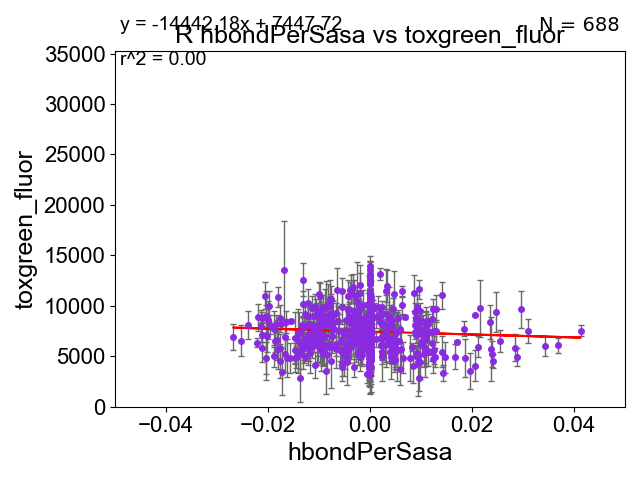 y = -14442.18x + 7447.72
N = 688
R hbondPerSasa vs toxgreen_fluor
r^2 = 0.00
35000
30000
25000
20000
15000
10000
5000
0
toxgreen_fluor
−0.04 −0.02 0.00 0.02 0.04
hbondPerSasa